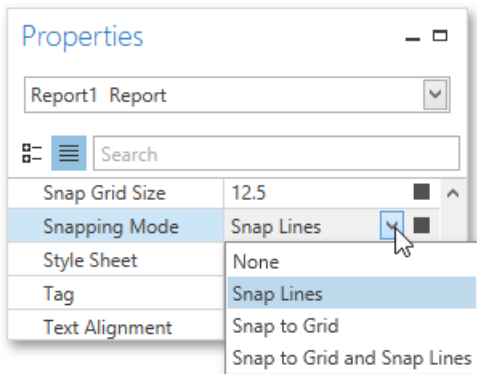 Properties
Report1 Report
Search
Snap Grid Size 12.5
Snapping Mode Snap Lines
Style Sheet
None
Tag
Snap Lines
Text Alignment
Snap to Grid
Snap to Grid and Snap Lines